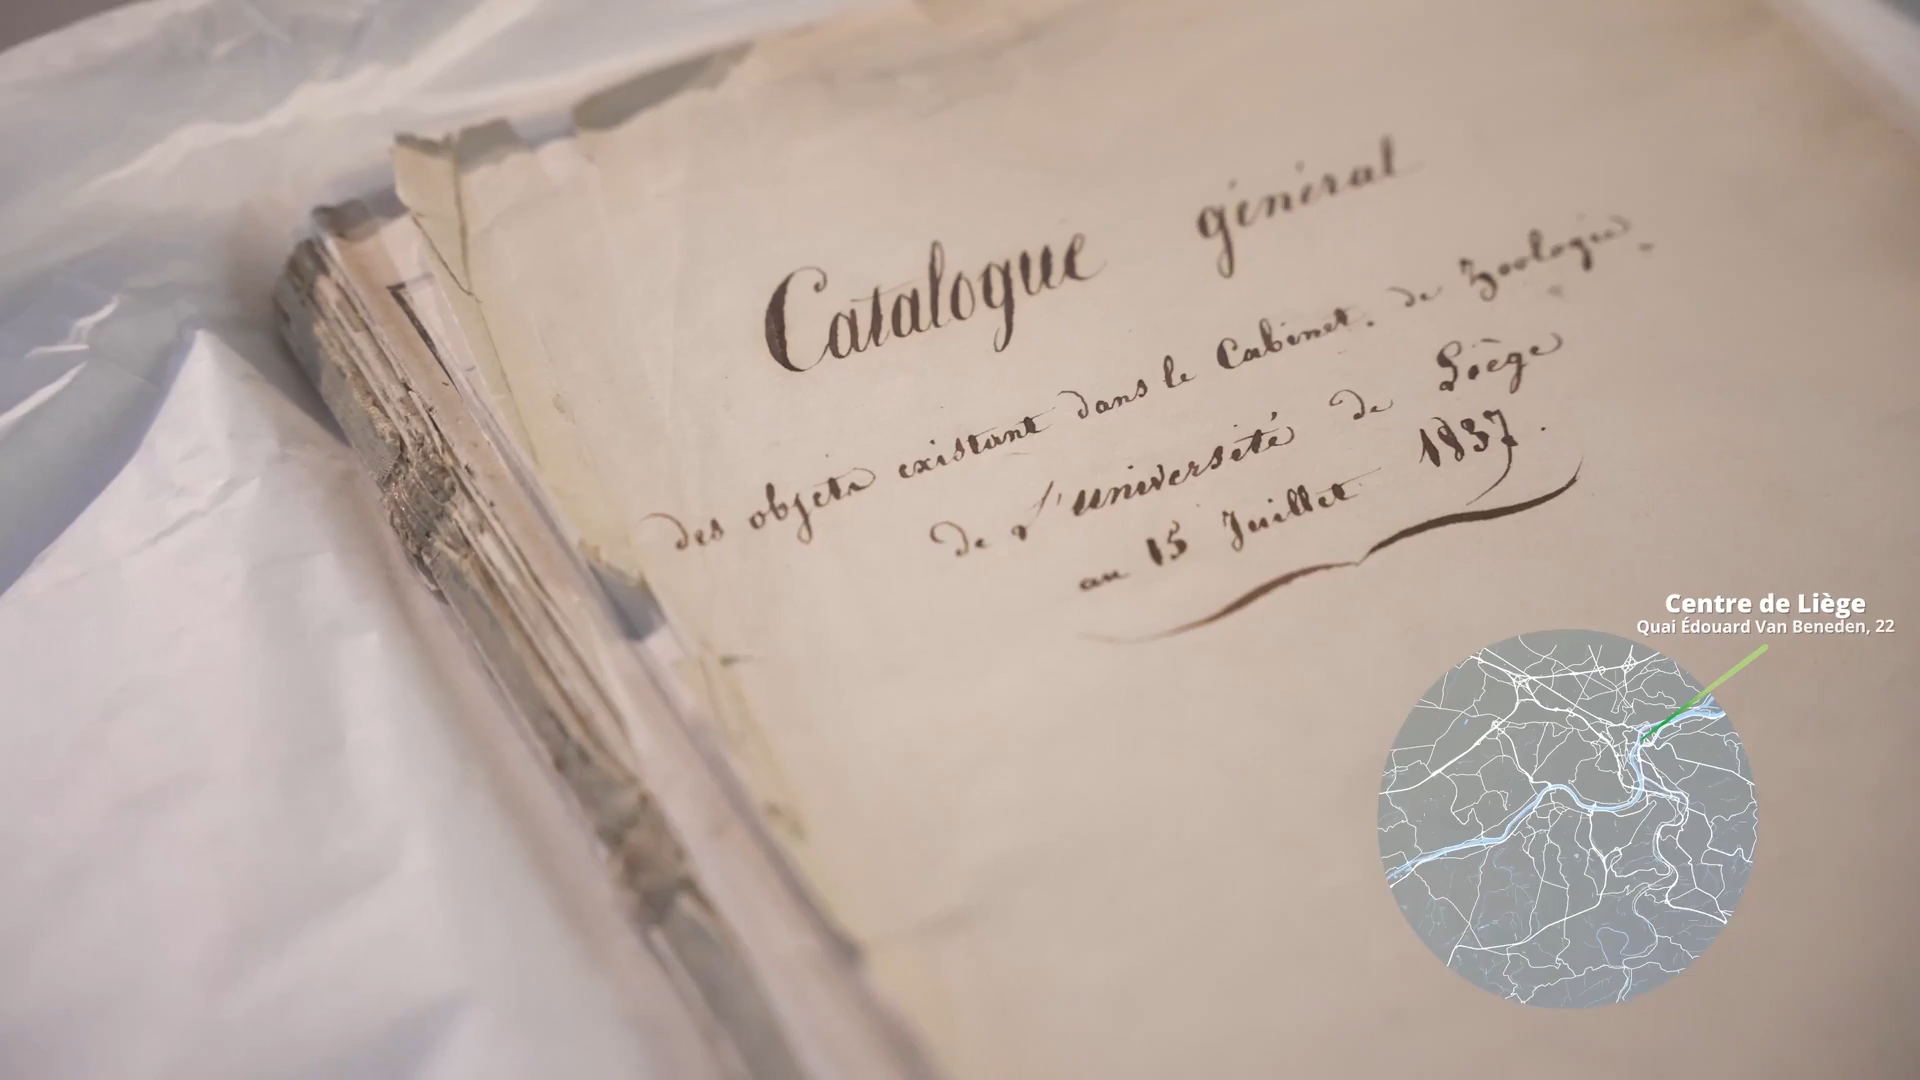 Catalogue général
des objets existant dans le Cabinet. de Zoologie
de l'université de Liège
au 15 Juillet 1837.
Centre de Liège
Quai Édouard Van Beneden, 22